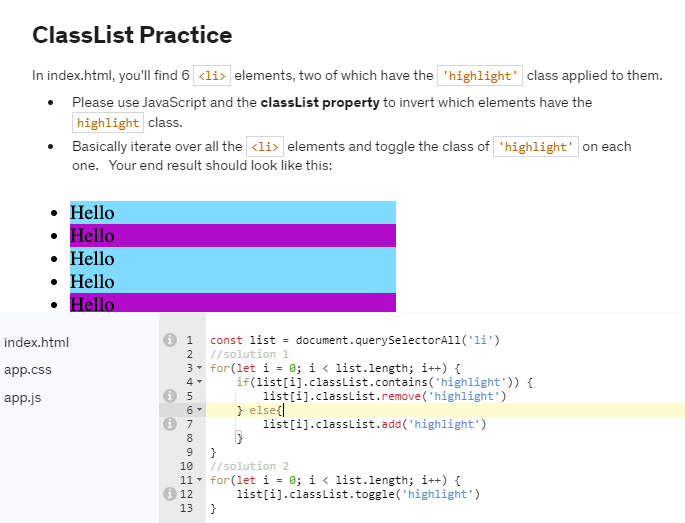 ClassList Practice
In index.html, you'll find 6 <li> elements, two of which have the 'highlight' class applied to them.
• Please use JavaScript and the classList property to invert which elements have the
highlight class.
• Basically iterate over all the <li> elements and toggle the class of 'highlight' on each
one. Your end result should look like this:
• Hello
• Hello
• Hello
• Hello
• Hello
index.html
app.css
app.js
1 const list = document.querySelectorAll('li')
2 //solution 1
3 for(let i = 0; i < list.length; i++) {
4 if(list[i].classList.contains('highlight')) {
5 list[i].classList.remove('highlight')
6 } else{
7 list[i].classList.add('highlight')
8 }
9 }
10 //solution 2
11 for(let i = 0; i < list.length; i++) {
12 list[i].classList.toggle('highlight')
13 }